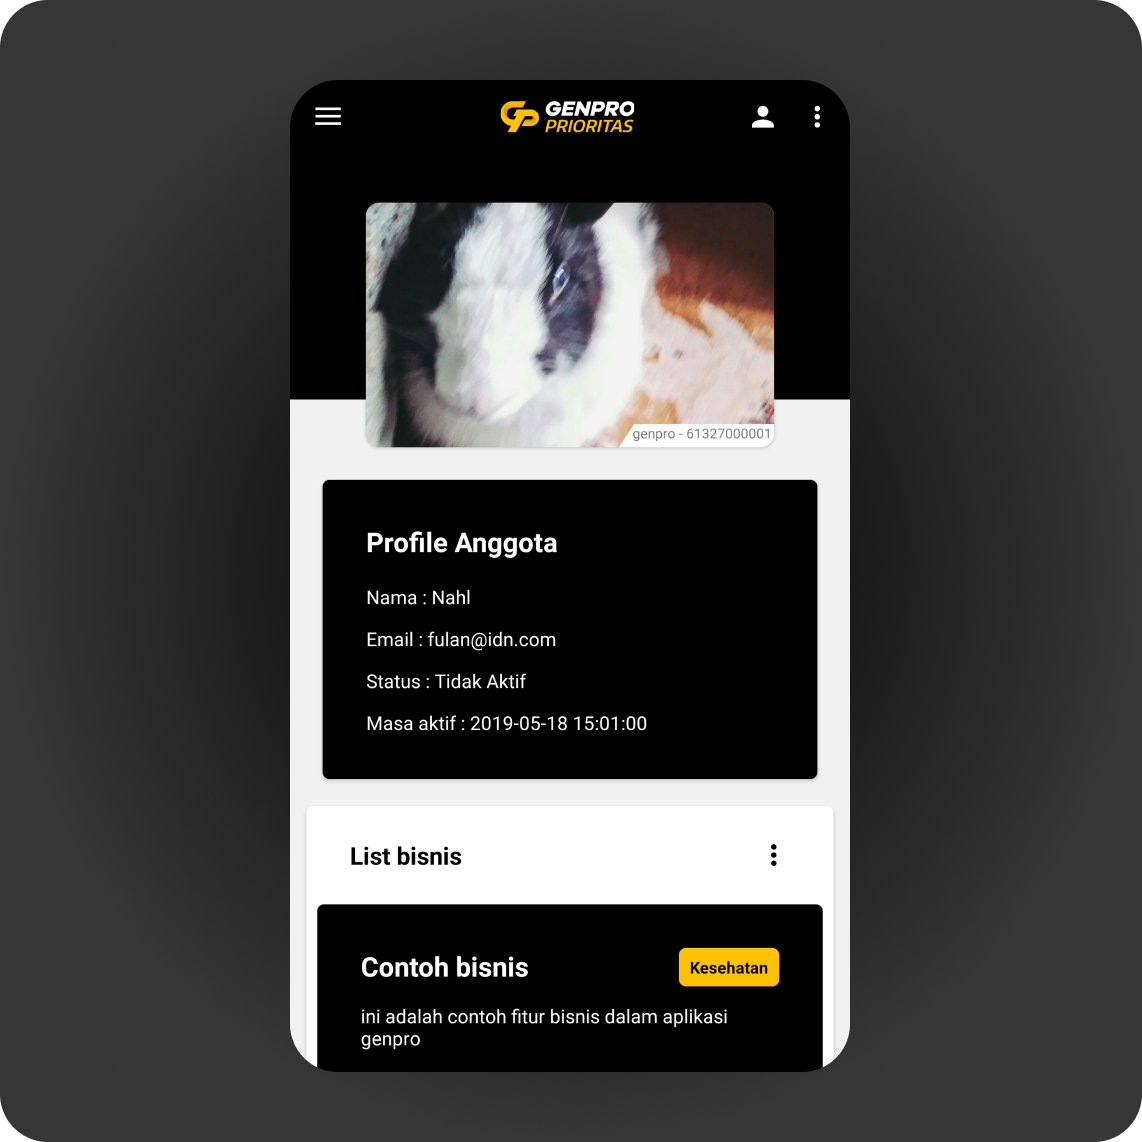 GENPRO
PRIORITAS
genpro - 61327000001
Profile Anggota
Nama : Nahl
Email : fulan@idn.com
Status : Tidak Aktif
Masa aktif : 2019-05-18 15:01:00
List bisnis
Contoh bisnis
Kesehatan
ini adalah contoh fitur bisnis dalam aplikasi
genpro